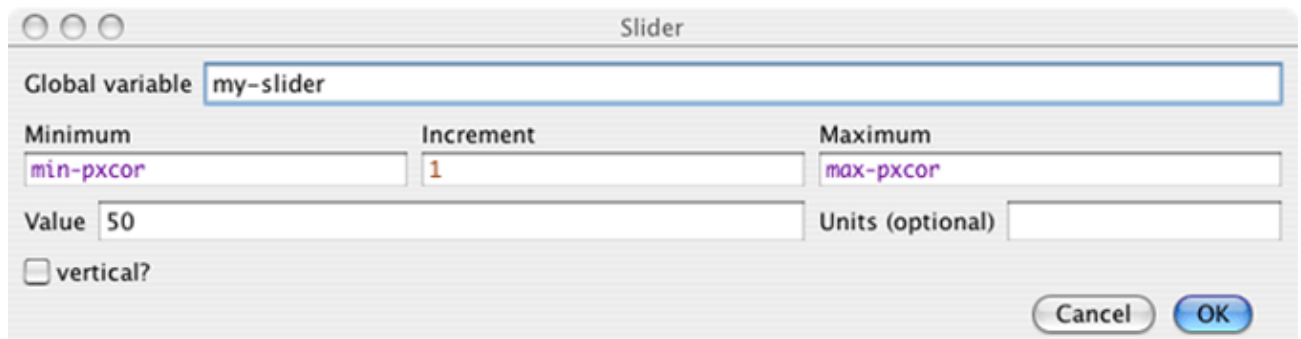 Slider
Global variable my-slider
Minimum Increment Maximum
min-pxcor 1 max-pxcor
Value 50 Units (optional)
vertical?
Cancel OK